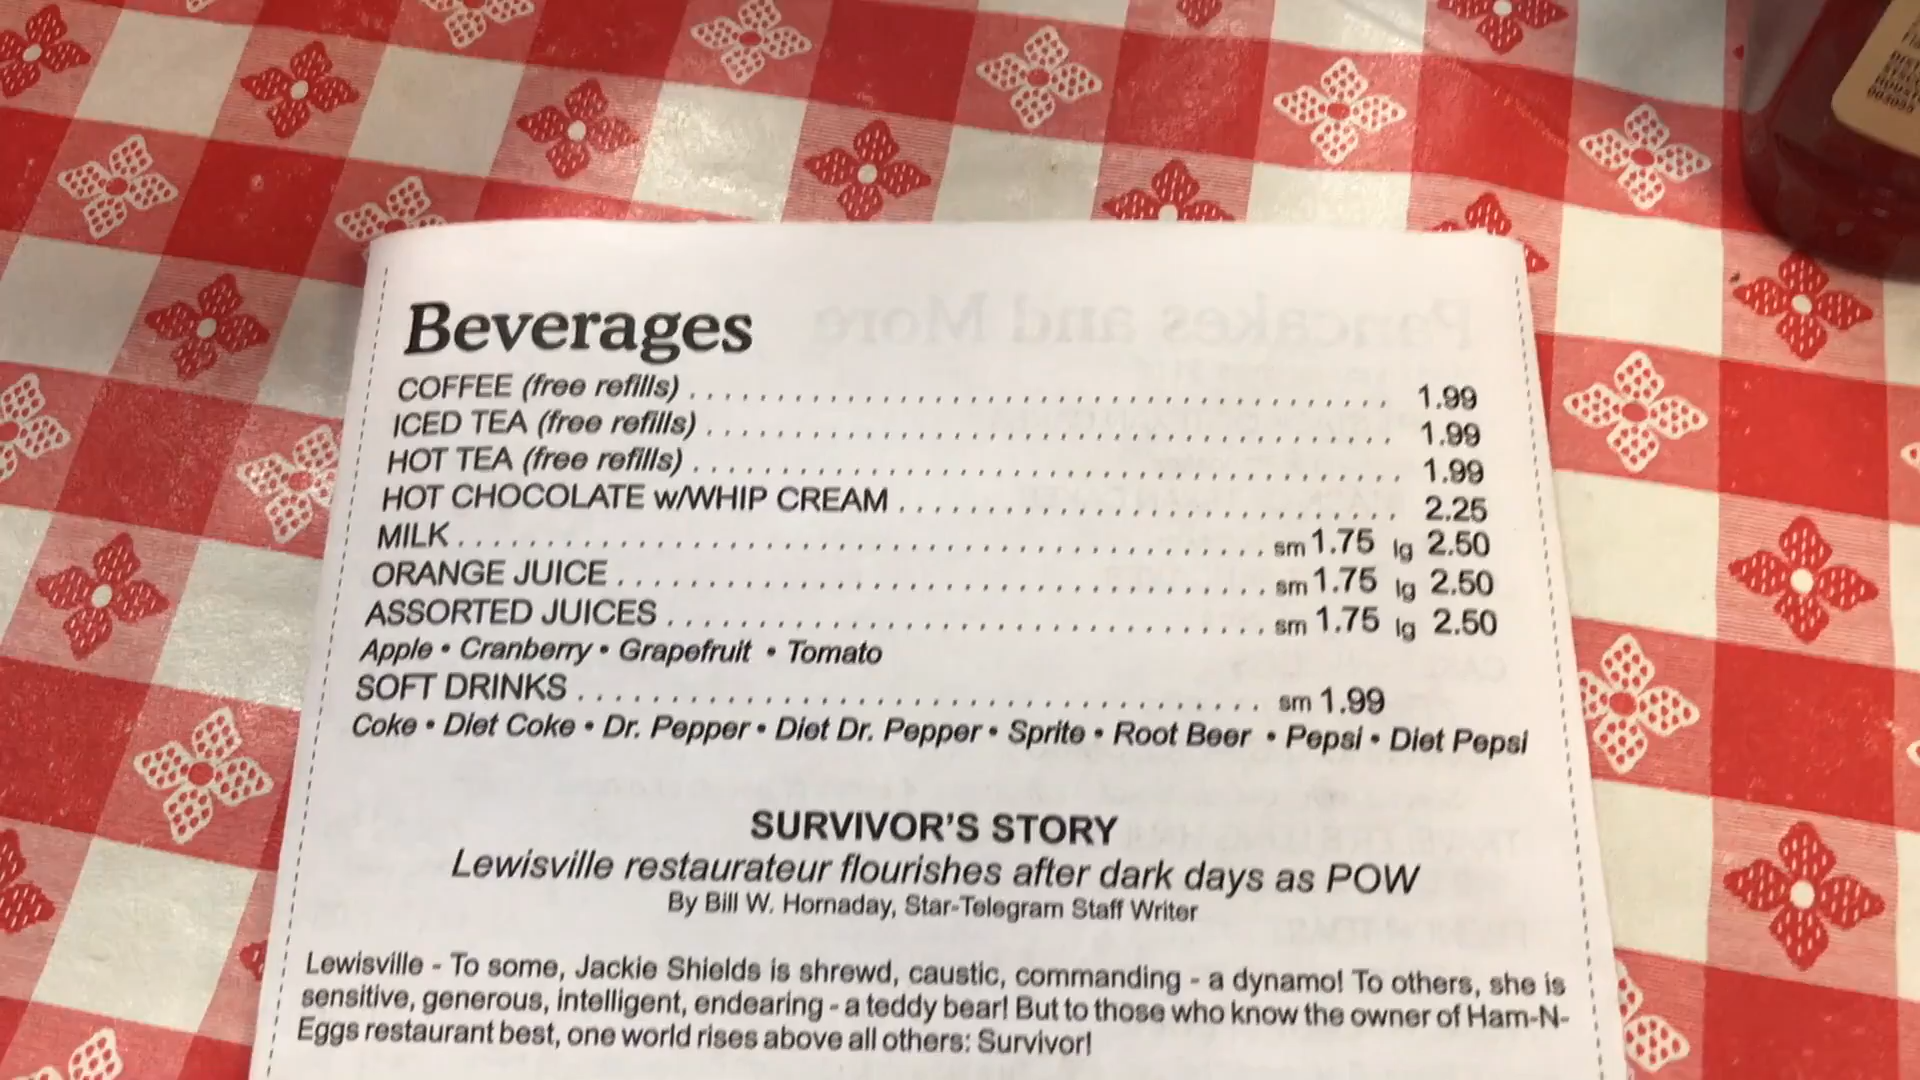 Beverages
COFFEE (free refills) 1.99
ICED TEA (free refills) 1.99
HOT TEA (free refills) 1.99
HOT CHOCOLATE w/WHIP CREAM 2.25
MILK sm 1.75 lg 2.50
ORANGE JUICE sm 1.75 lg 2.50
ASSORTED JUICES sm 1.75 lg 2.50
Apple • Cranberry • Grapefruit • Tomato
SOFT DRINKS sm 1.99
Coke • Diet Coke • Dr. Pepper • Diet Dr. Pepper • Sprite • Root Beer • Pepsi • Diet Pepsi
SURVIVOR'S STORY
Lewisville restaurateur flourishes after dark days as POW
By Bill W. Hornaday, Star-Telegram Staff Writer
Lewisville - To some, Jackie Shields is shrewd, caustic, commanding - a dynamo! To others, she is
sensitive, generous, intelligent, endearing - a teddy bear! But to those who know the owner of Ham-N-
Eggs restaurant best, one world rises above all others: Survivor!